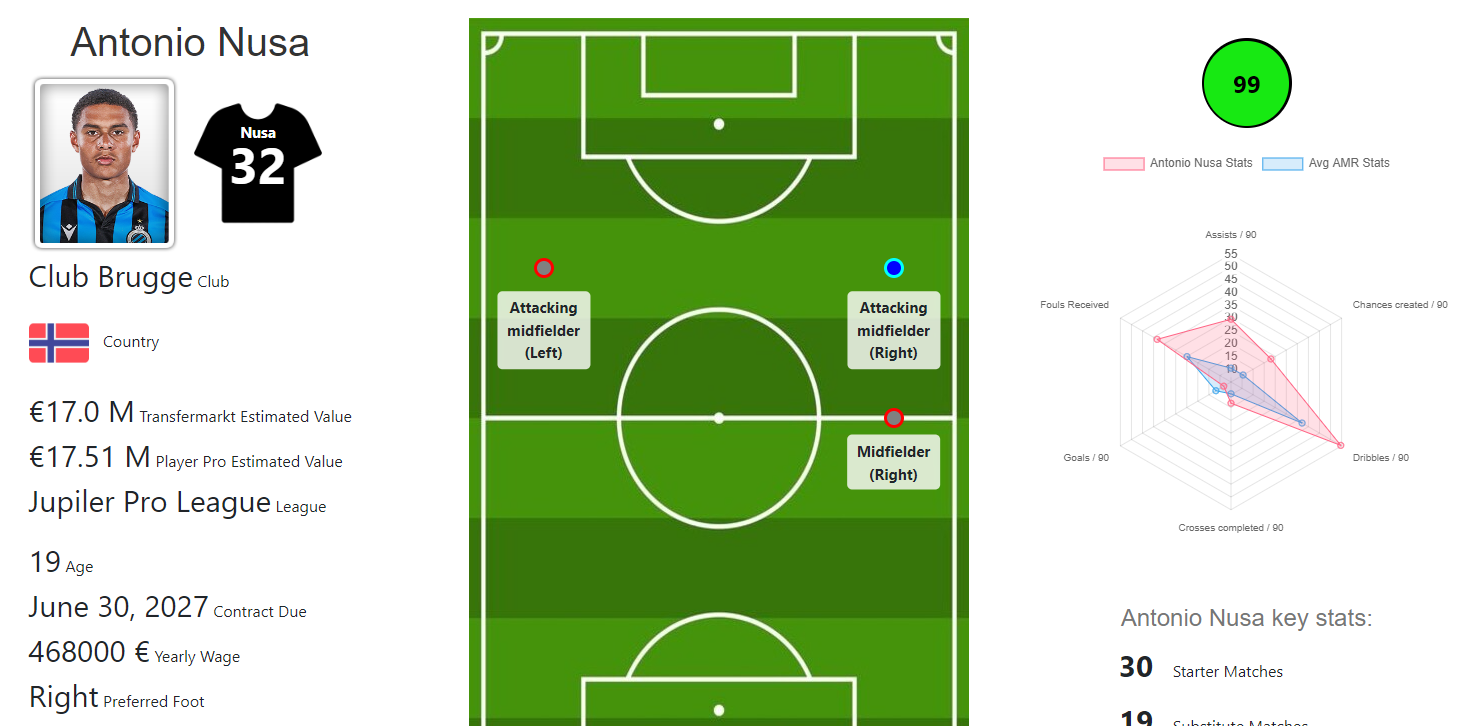 Antonio Nusa
Nusa
32
Club Brugge Club
Country
€17.0 M Transfermarkt Estimated Value
€17.51 M Player Pro Estimated Value
Jupiler Pro League League
19 Age
June 30, 2027 Contract Due
468000 € Yearly Wage
Right Preferred Foot
Attacking
midfielder
(Left)
Attacking
midfielder
(Right)
Midfielder
(Right)
99
Antonio Nusa Stats
Avg AMR Stats
Assists / 90
55
50
45
40
35
30
25
20
15
10
Fouls Received
Chances created / 90
Goals / 90
Dribbles / 90
Crosses completed / 90
Antonio Nusa key stats:
30 Starter Matches
19 Substitute Matches